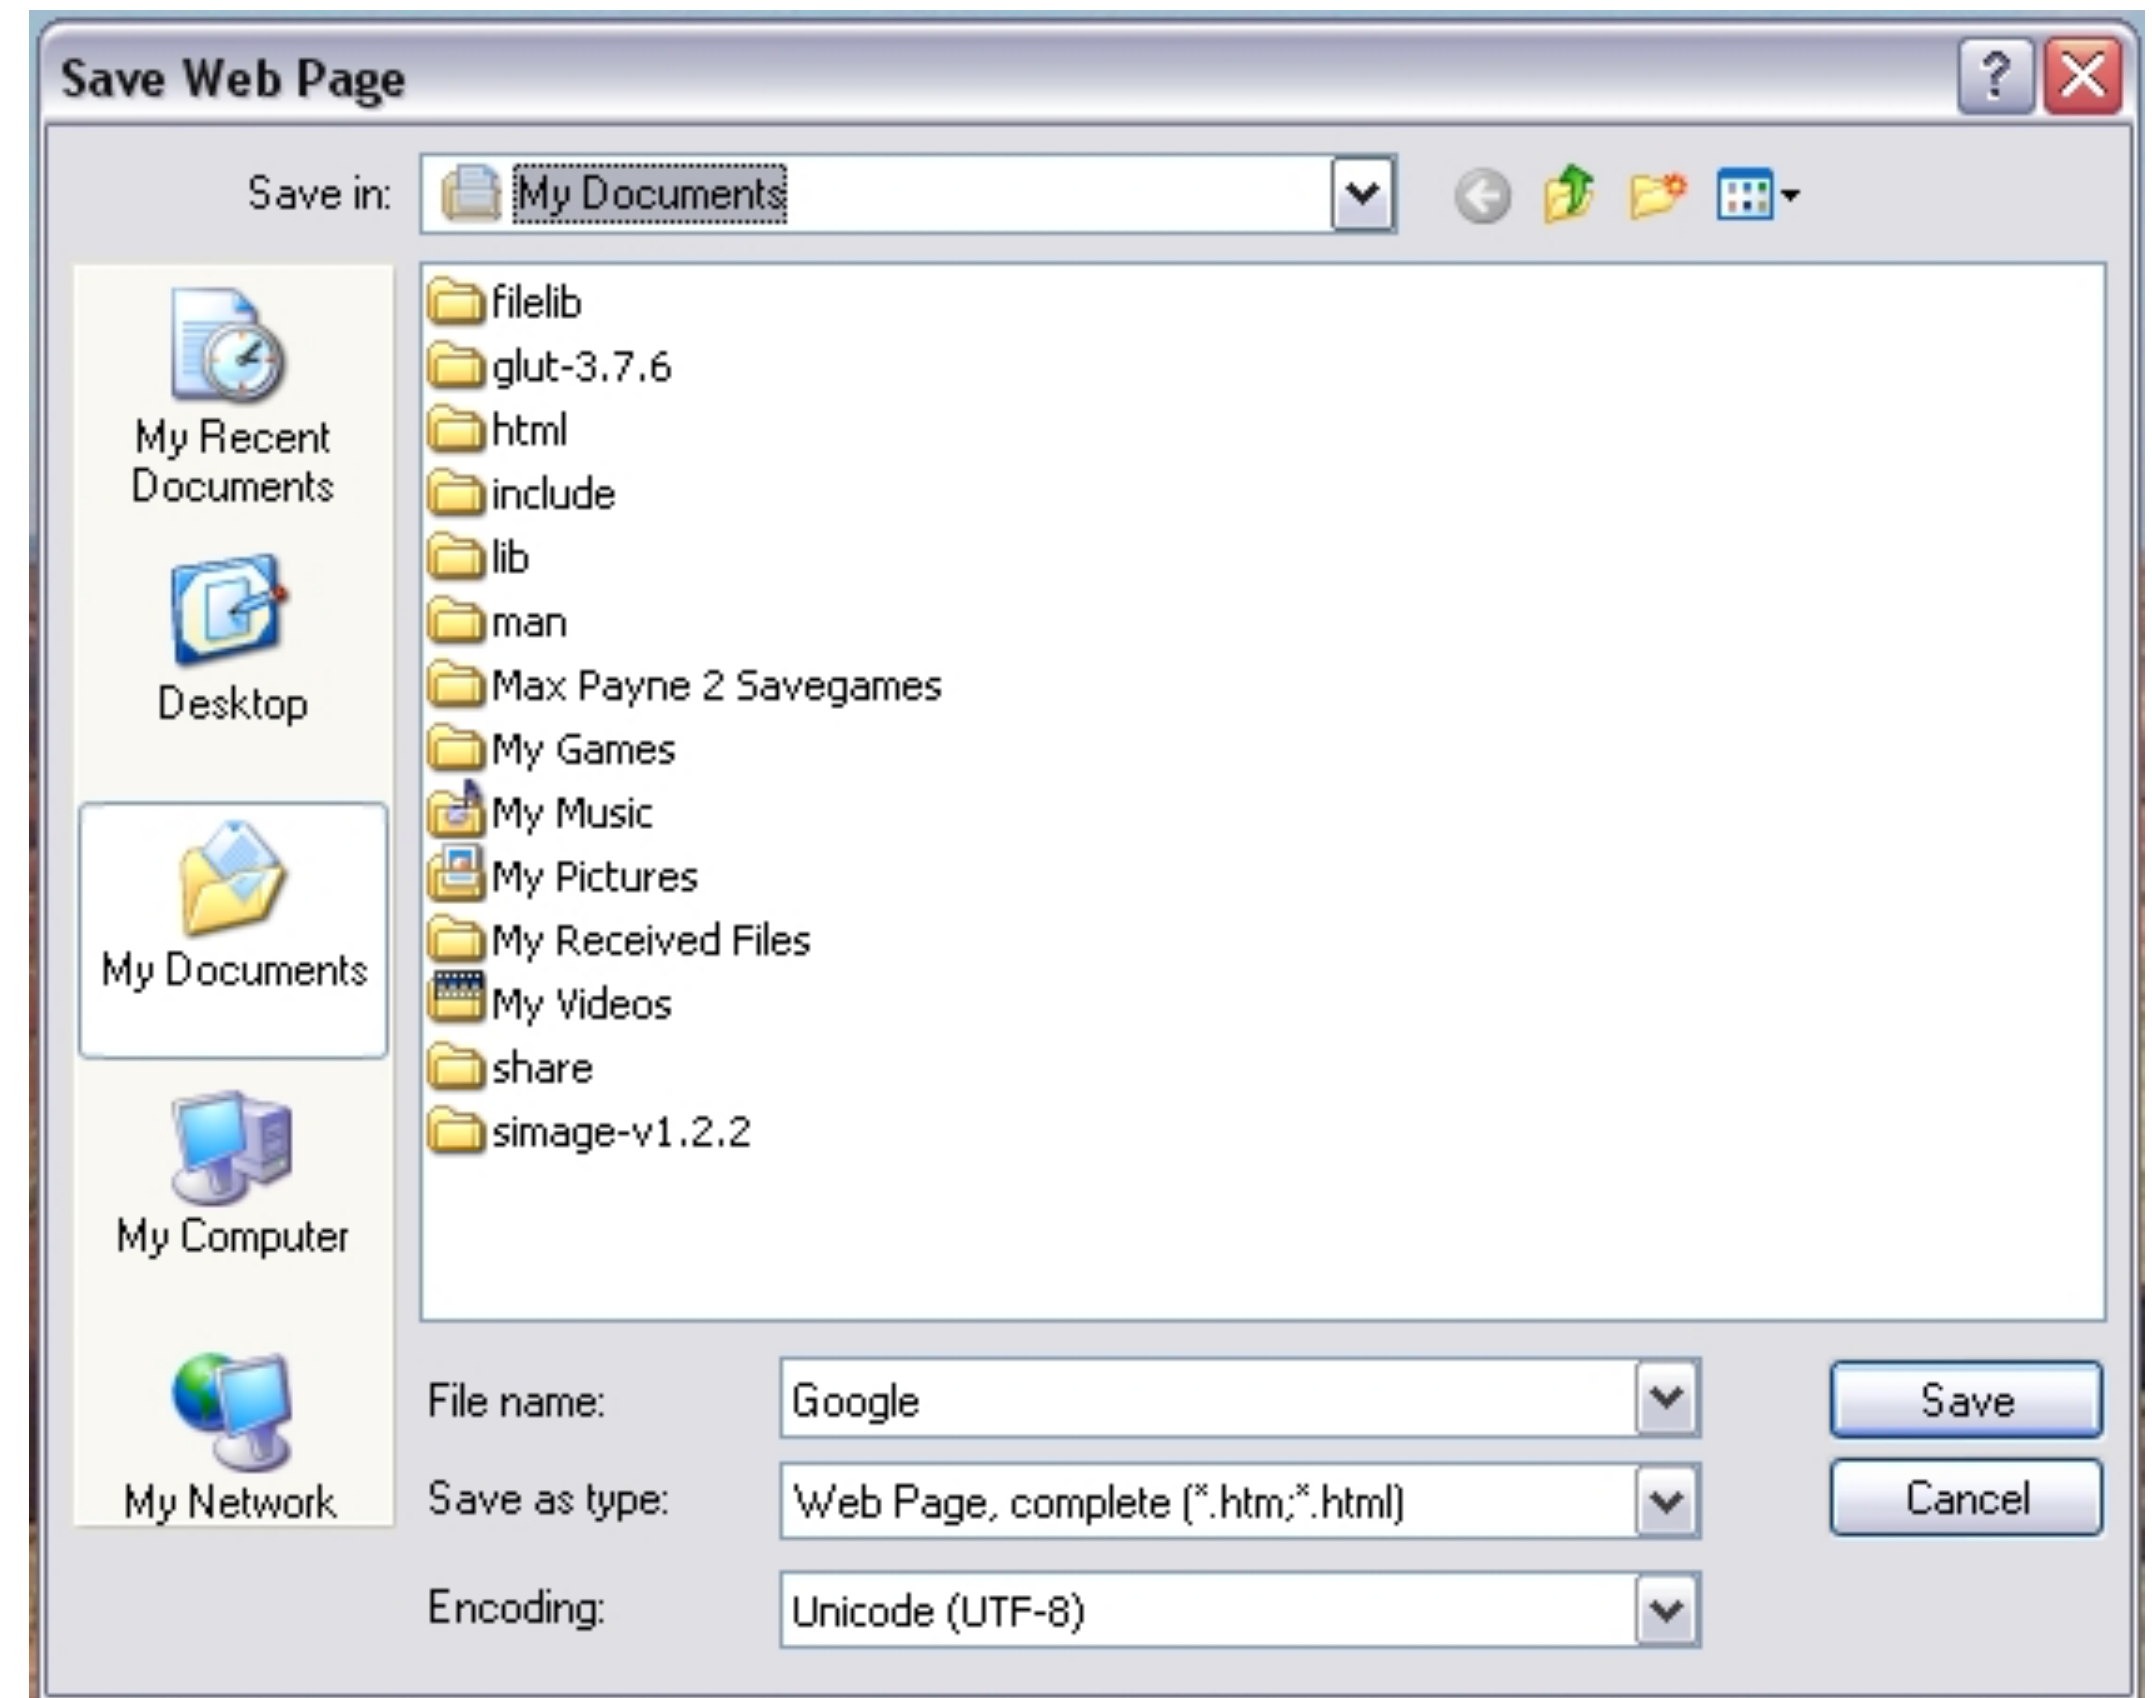 Save Web Page
Save in:
My Documents
My Recent
Documents
Desktop
My Documents
My Computer
My Network
filelib
glut-3.7.6
html
include
lib
man
Max Payne 2 Savegames
My Games
My Music
My Pictures
My Received Files
My Videos
share
simage-v1.2.2
File name:
Google
Save
Save as type:
Web Page, complete (*.htm;*.html)
Cancel
Encoding:
Unicode (UTF-8)